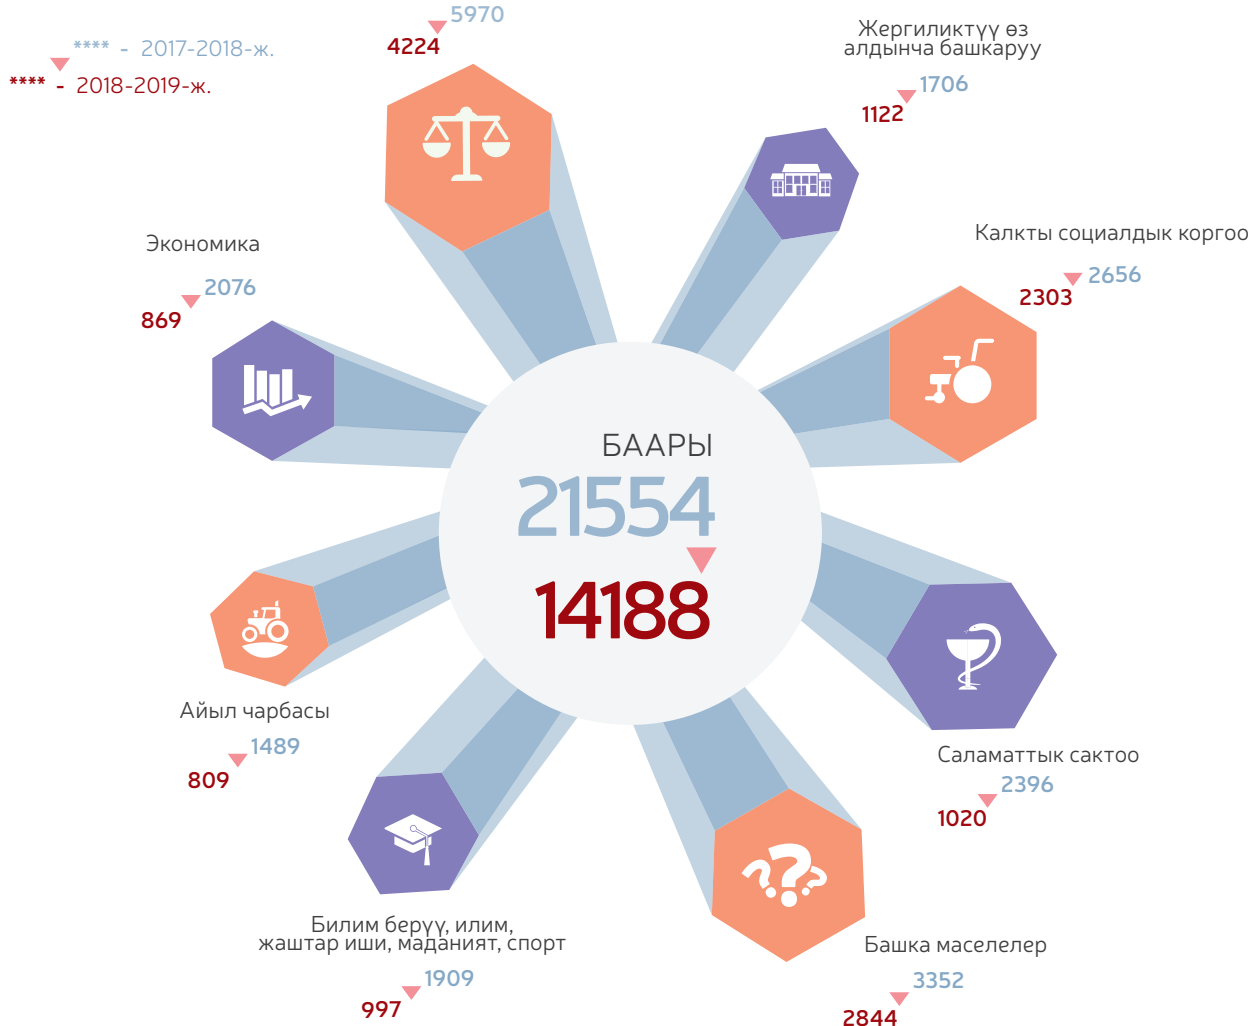 **** - 2017-2018-ж.
**** - 2018-2019-ж.
5970
4224
Жергиликтүү өз
алдынча башкаруу
1706
1122
Калкты социалдык коргоо
2656
2303
Экономика
2076
869
БААРЫ
21554
14188
Айыл чарбасы
1489
809
Саламаттык сактоо
2396
1020
Билим берүү, илим,
жаштар иши, маданият, спорт
1909
997
Башка маселелер
3352
2844